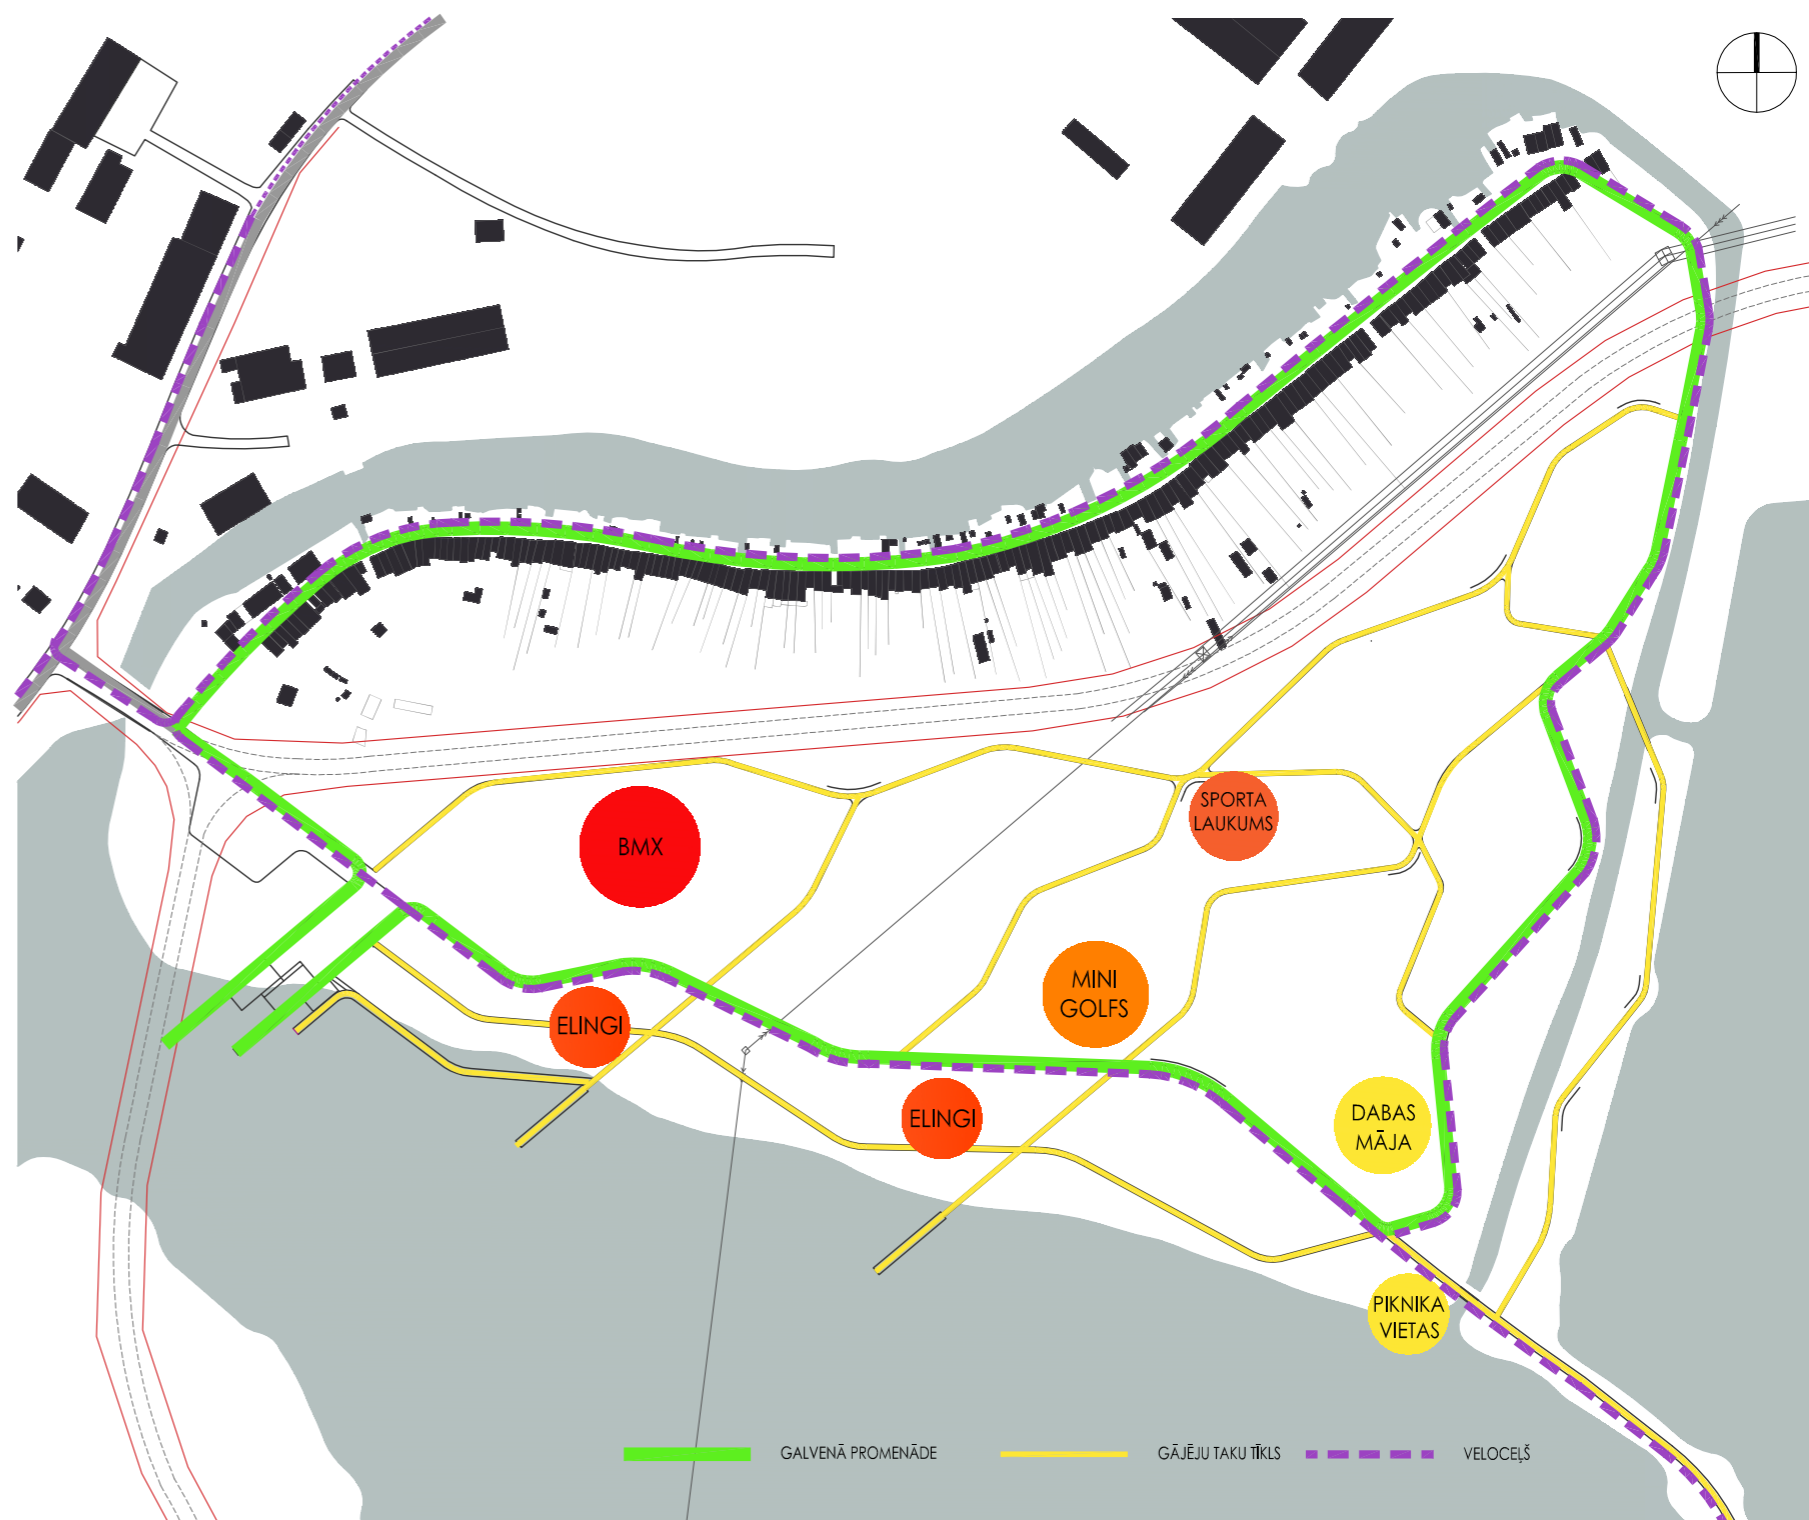 SPORTA
LAUKUMS
BMX
MINI
GOLFS
ELINGI
ELINGI
DABAS
MĀJA
PIKNIKA
VIETAS
GALVENĀ PROMENĀDE
GĀJĒJU TAKU TĪKLS
VELOCEĻŠ